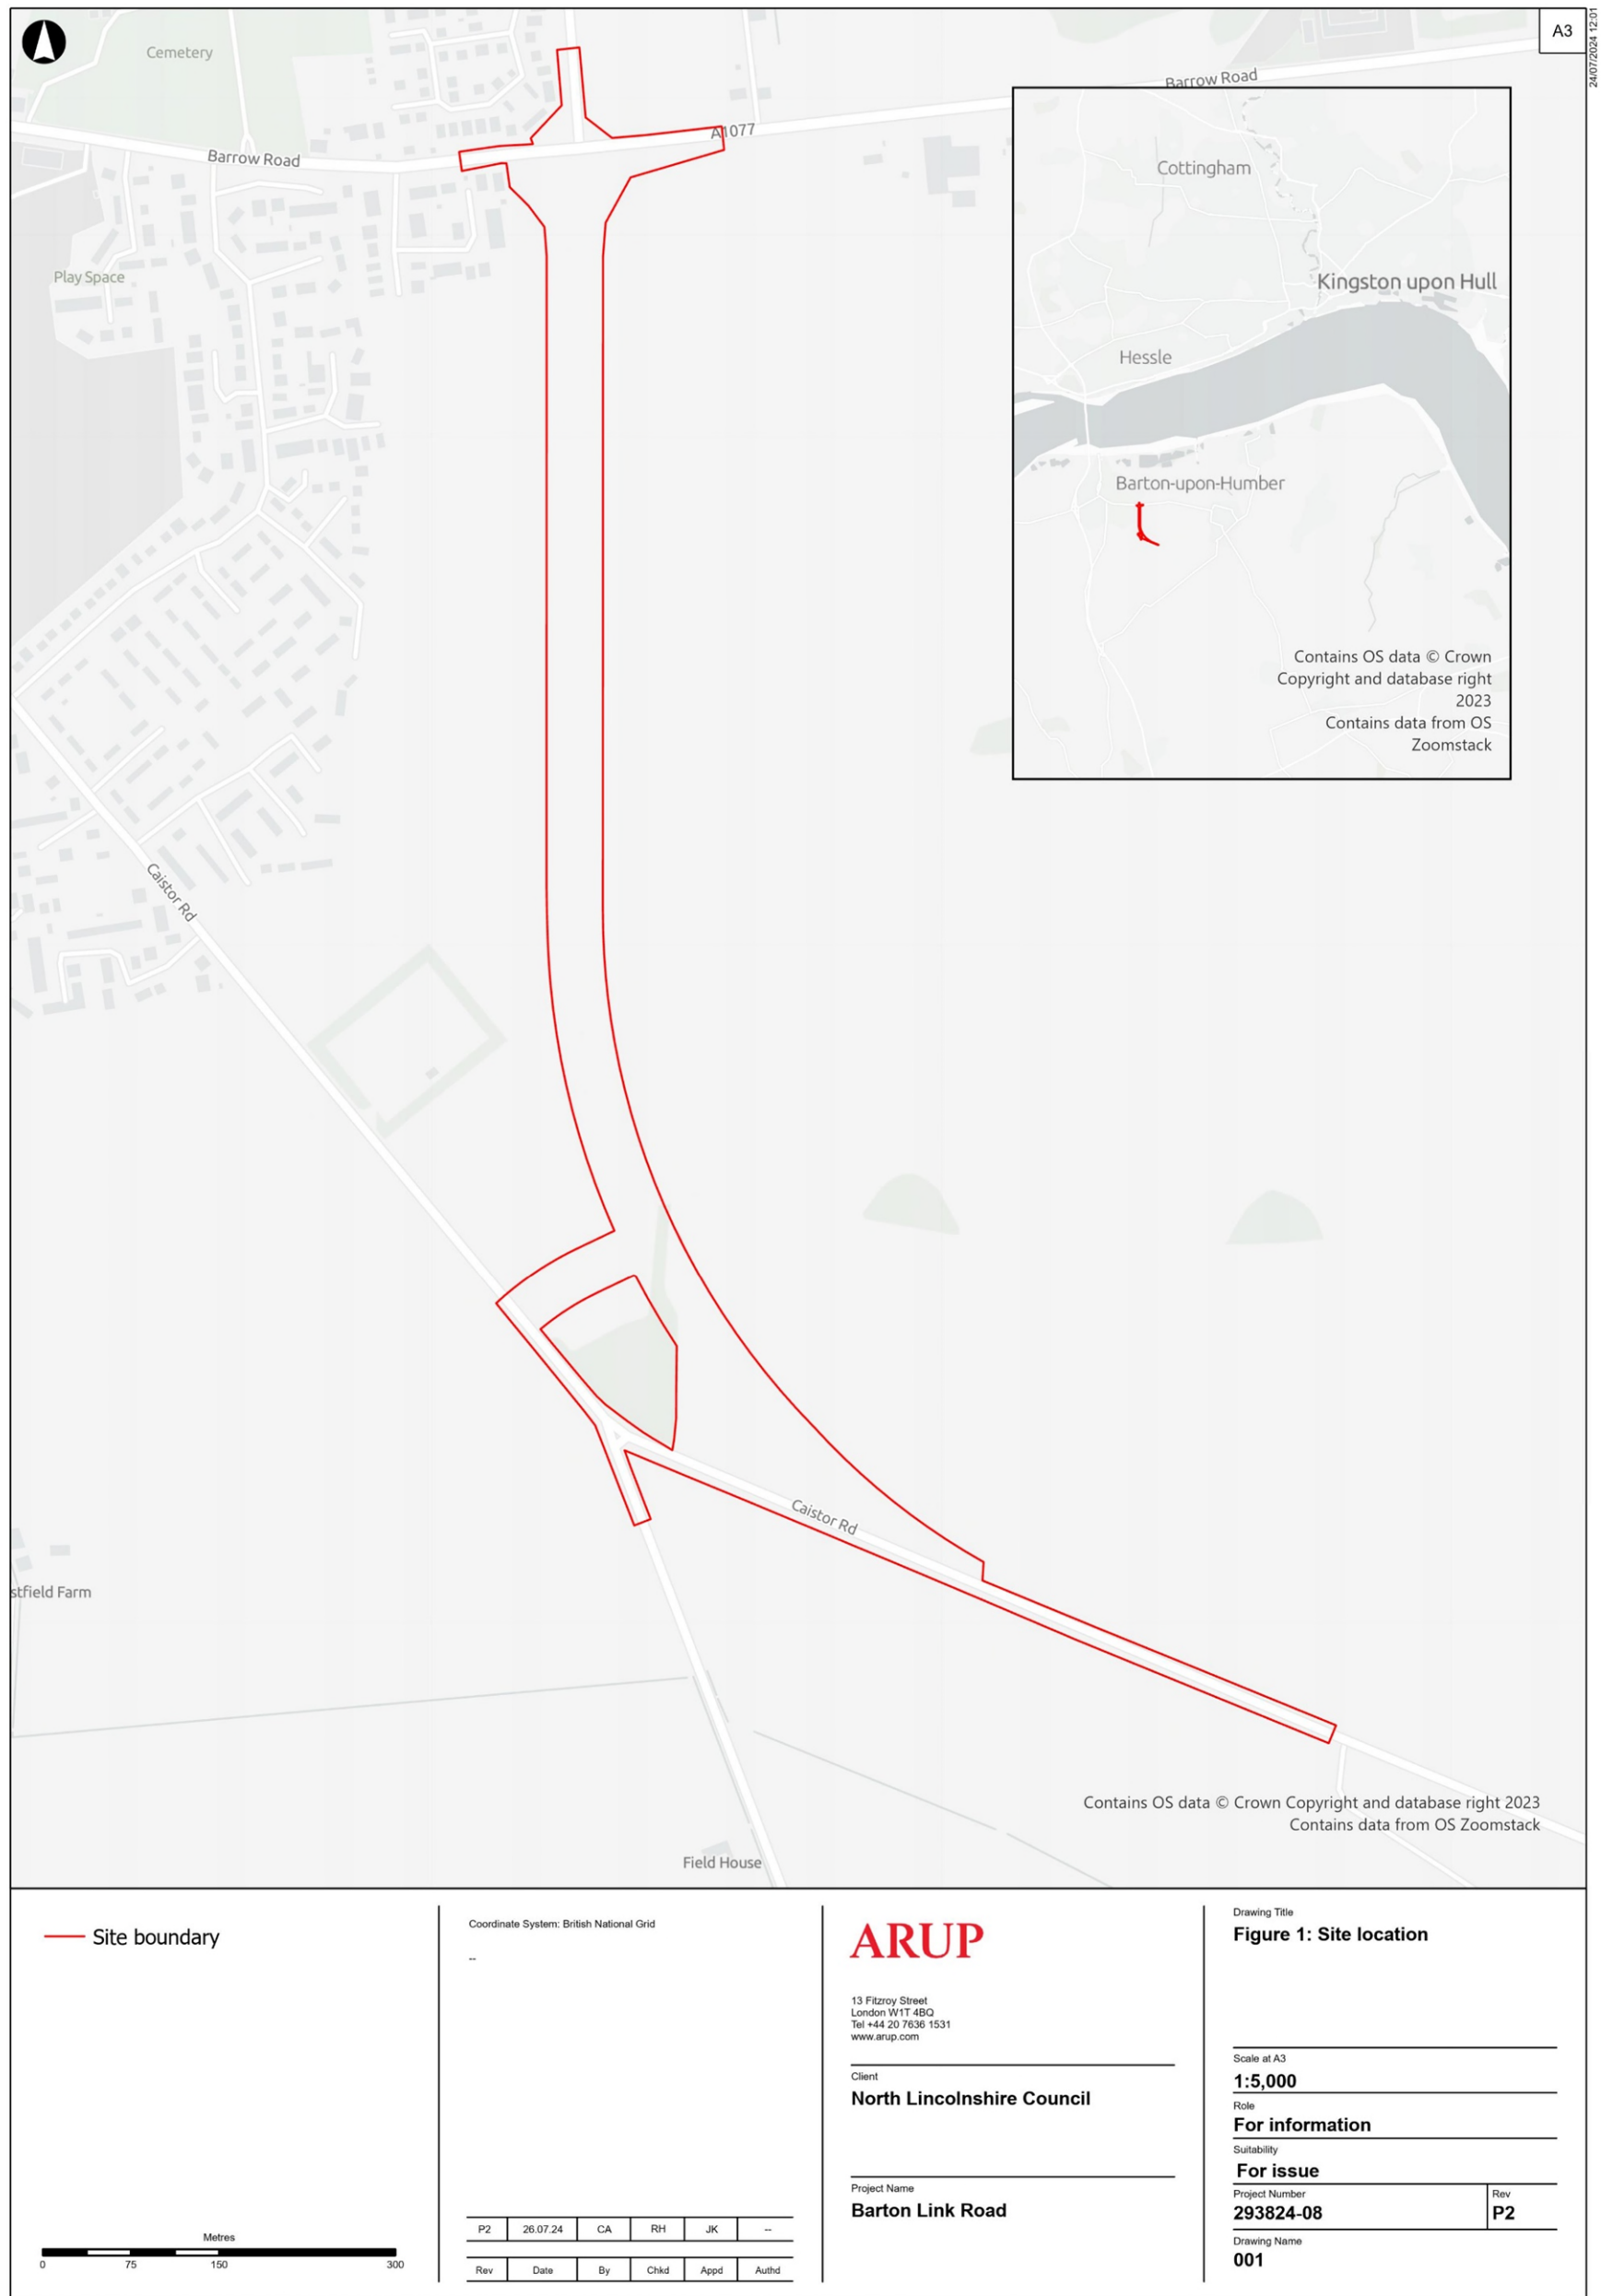 A3
24/07/2024 12:01
Cemetery
Barrow Road
A1077
Barrow Road
Play Space
Cottingham
Kingston upon Hull
Hessle
Barton-upon-Humber
Contains OS data © Crown
Copyright and database right
2023
Contains data from OS
Zoomstack
Caistor Rd
Caistor Rd
stfield Farm
Field House
Contains OS data © Crown Copyright and database right 2023
Contains data from OS Zoomstack
Site boundary
Metres
0 75 150 300
Coordinate System: British National Grid
--
P2 26.07.24 CA RH JK --
Rev Date By Chkd Appd Authd
ARUP
13 Fitzroy Street
London W1T 4BQ
Tel +44 20 7636 1531
www.arup.com
Client
North Lincolnshire Council
Project Name
Barton Link Road
Drawing Title
Figure 1: Site location
Scale at A3
1:5,000
Role
For information
Suitability
For issue
Project Number
293824-08
Rev
P2
Drawing Name
001